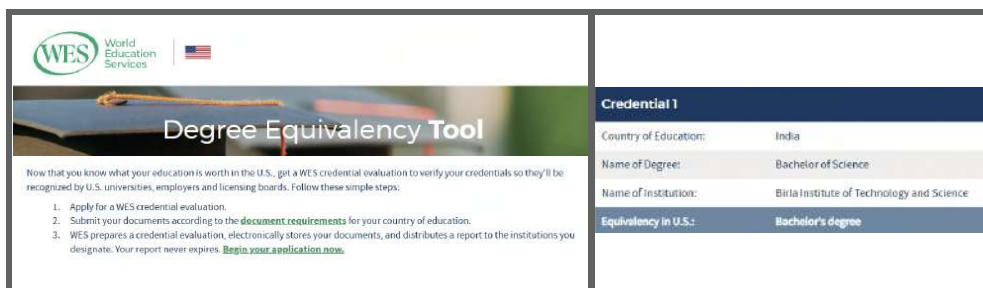 WES World
Education
Services
Degree Equivalency Tool
Now that you know what your education is worth in the U.S., get a WES credential evaluation to verify your credentials so they'll be
recognized by U.S. universities, employers and licensing boards. Follow these simple steps:
1. Apply for a WES credential evaluation.
2. Submit your documents according to the document requirements for your country of education.
3. WES prepares a credential evaluation, electronically stores your documents, and distributes a report to the institutions you
designate. Your report never expires. Begin your application now.
Credential 1
Country of Education: India
Name of Degree: Bachelor of Science
Name of Institution: Birla Institute of Technology and Science
Equivalency in U.S.: Bachelor's degree